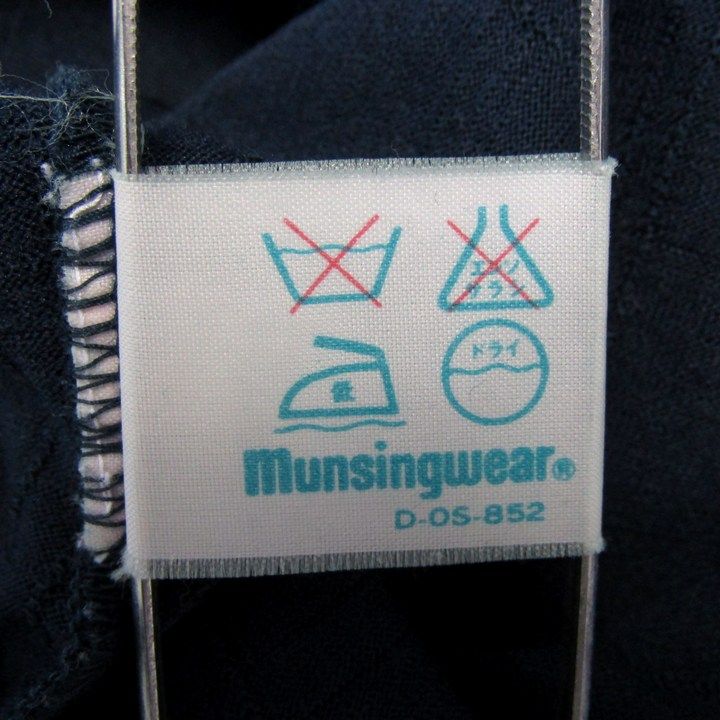 エンソ
サラシ
ドライ
低
Munsingwear®
D-OS-852